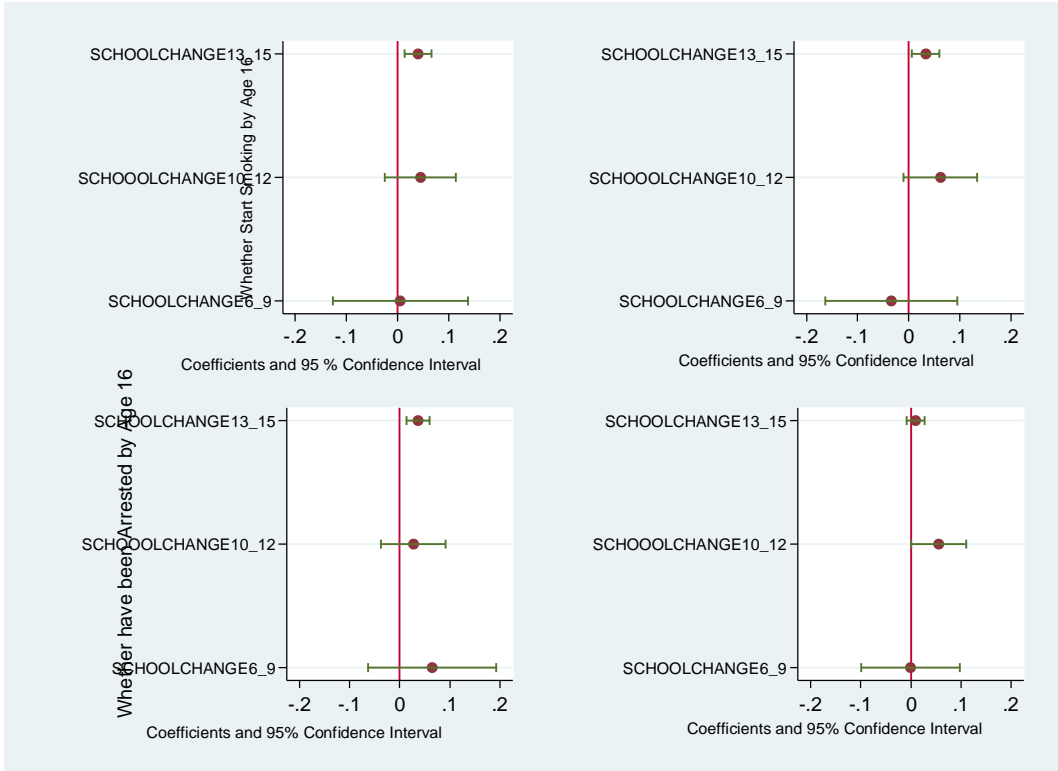 SCHOOLCHANGE13_15
SCHOOOLCHANGE10_12
SCHOOLCHANGE6_9
Whether Start Smoking by Age 16
-.2 -.1 0 .1 .2
Coefficients and 95 % Confidence Interval
SCHOOLCHANGE13_15
SCHOOOLCHANGE10_12
SCHOOLCHANGE6_9
-.2 -.1 0 .1 .2
Coefficients and 95% Confidence Interval
SCHOOLCHANGE13_15
SCHOOOLCHANGE10_12
SCHOOLCHANGE6_9
Whether have been Arrested by Age 16
-.2 -.1 0 .1 .2
Coefficients and 95% Confidence Interval
SCHOOLCHANGE13_15
SCHOOOLCHANGE10_12
SCHOOLCHANGE6_9
-.2 -.1 0 .1 .2
Coefficients and 95% Confidence Interval